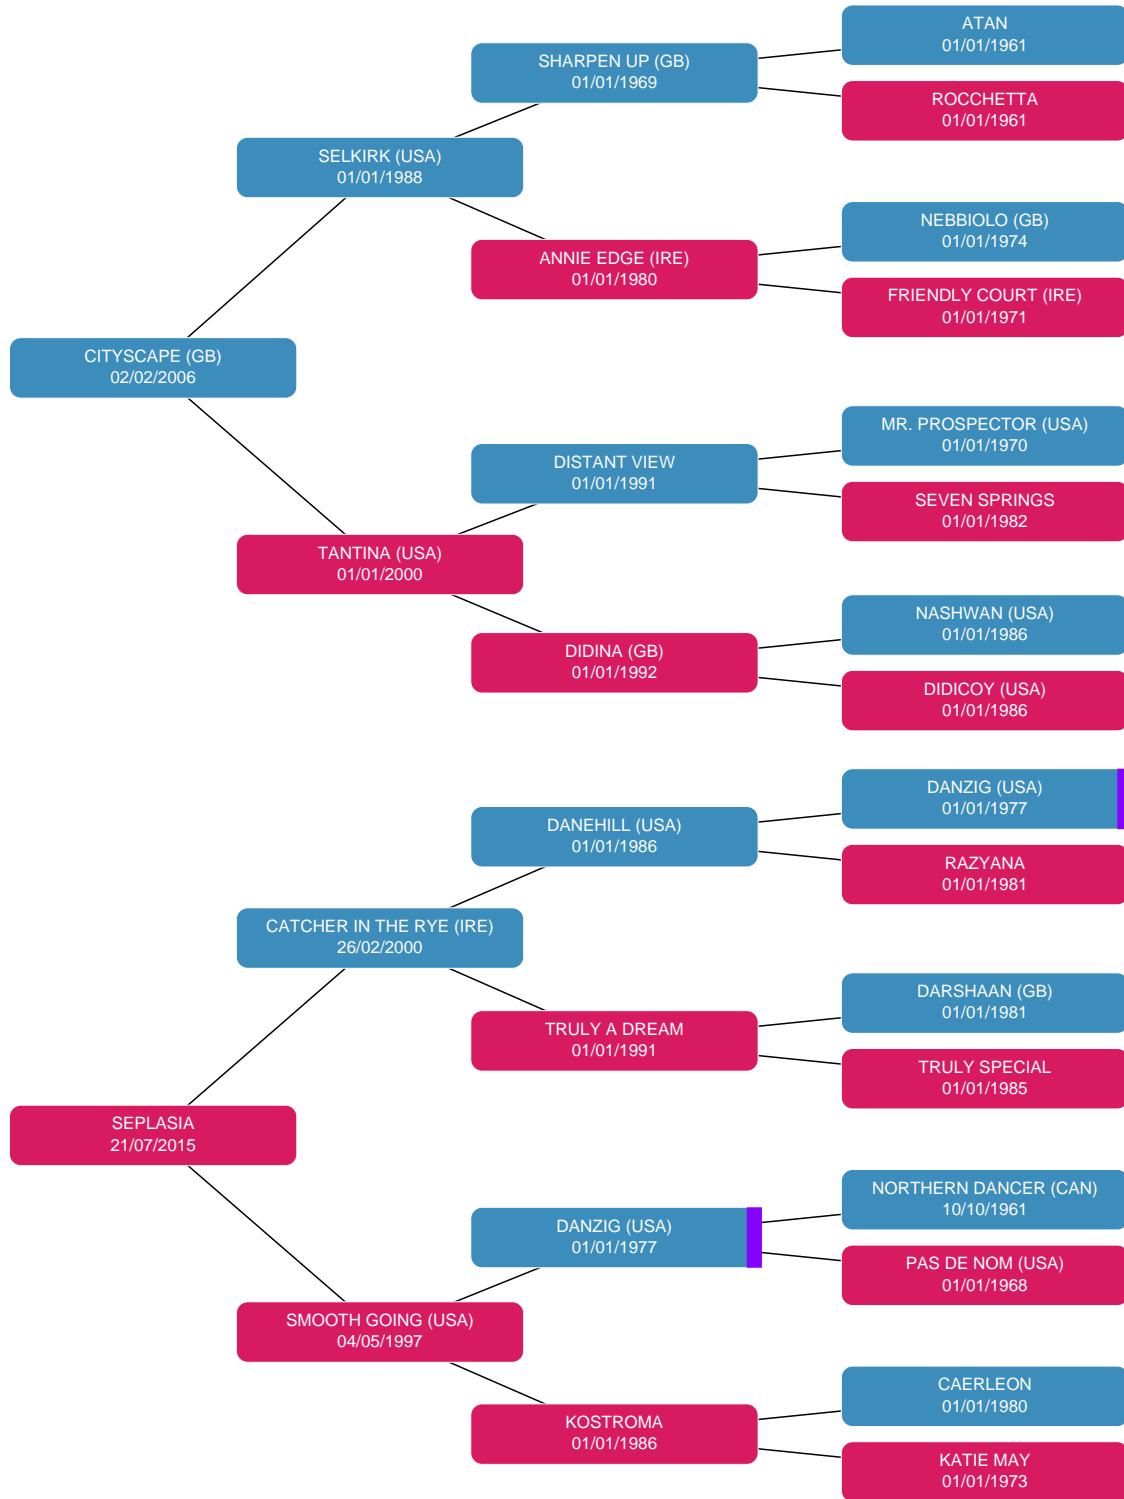 ATAN
01/01/1961
SHARPEN UP (GB)
01/01/1969
ROCCHETTA
01/01/1961
SELKIRK (USA)
01/01/1988
NEBBIOLO (GB)
01/01/1974
ANNIE EDGE (IRE)
01/01/1980
FRIENDLY COURT (IRE)
01/01/1971
CITYSCAPE (GB)
02/02/2006
MR. PROSPECTOR (USA)
01/01/1970
DISTANT VIEW
01/01/1991
SEVEN SPRINGS
01/01/1982
TANTINA (USA)
01/01/2000
NASHWAN (USA)
01/01/1986
DIDINA (GB)
01/01/1992
DIDICOY (USA)
01/01/1986
DANZIG (USA)
01/01/1977
DANEHILL (USA)
01/01/1986
RAZYANA
01/01/1981
CATCHER IN THE RYE (IRE)
26/02/2000
DARSHAAN (GB)
01/01/1981
TRULY A DREAM
01/01/1991
TRULY SPECIAL
01/01/1985
SEPLASIA
21/07/2015
NORTHERN DANCER (CAN)
10/10/1961
DANZIG (USA)
01/01/1977
PAS DE NOM (USA)
01/01/1968
SMOOTH GOING (USA)
04/05/1997
CAERLEON
01/01/1980
KOSTROMA
01/01/1986
KATIE MAY
01/01/1973